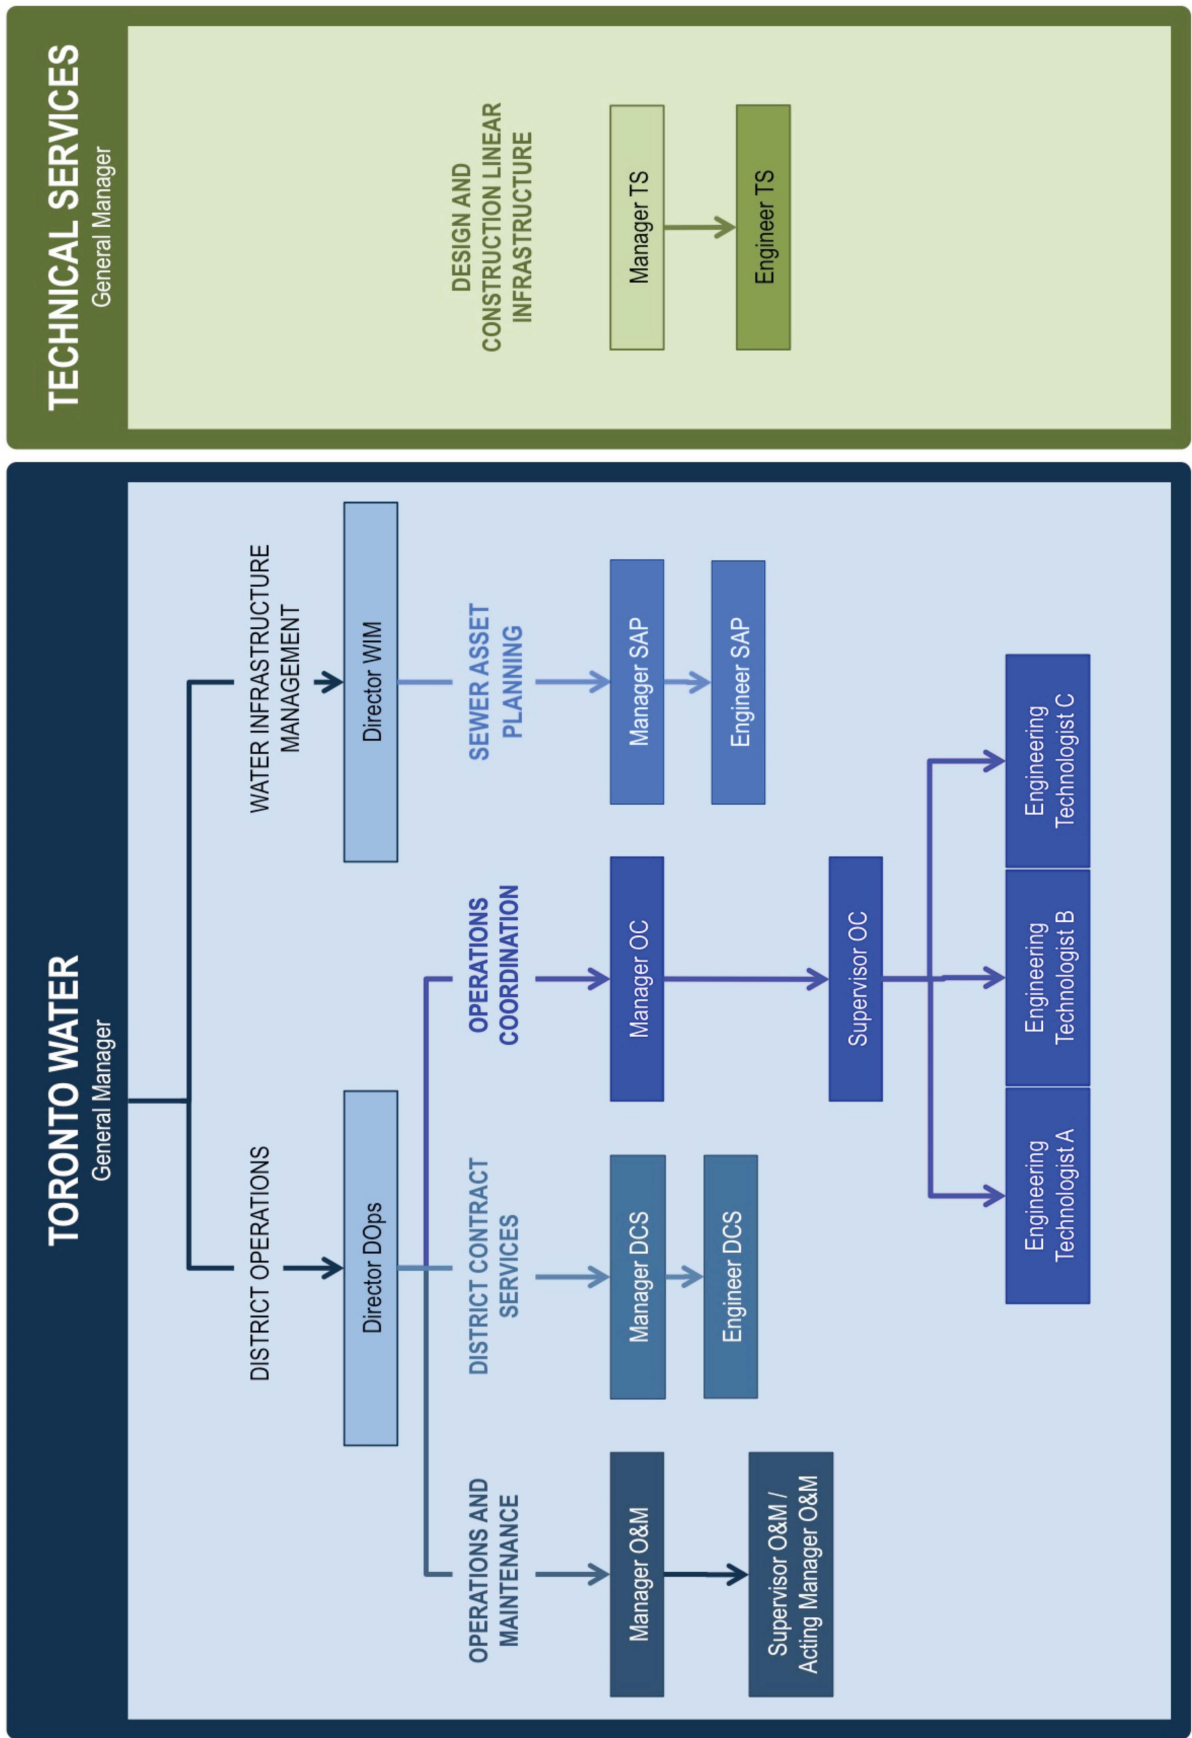 TORONTO WATER
General Manager
DISTRICT OPERATIONS
WATER INFRASTRUCTURE
MANAGEMENT
Director DOps
Director WIM
OPERATIONS AND
MAINTENANCE
DISTRICT CONTRACT
SERVICES
OPERATIONS
COORDINATION
SEWER ASSET
PLANNING
Manager O&M
Manager DCS
Manager OC
Manager SAP
Supervisor O&M /
Acting Manager O&M
Engineer DCS
Engineer SAP
Supervisor OC
Engineering
Technologist A
Engineering
Technologist B
Engineering
Technologist C
TECHNICAL SERVICES
General Manager
DESIGN AND
CONSTRUCTION LINEAR
INFRASTRUCTURE
Manager TS
Engineer TS